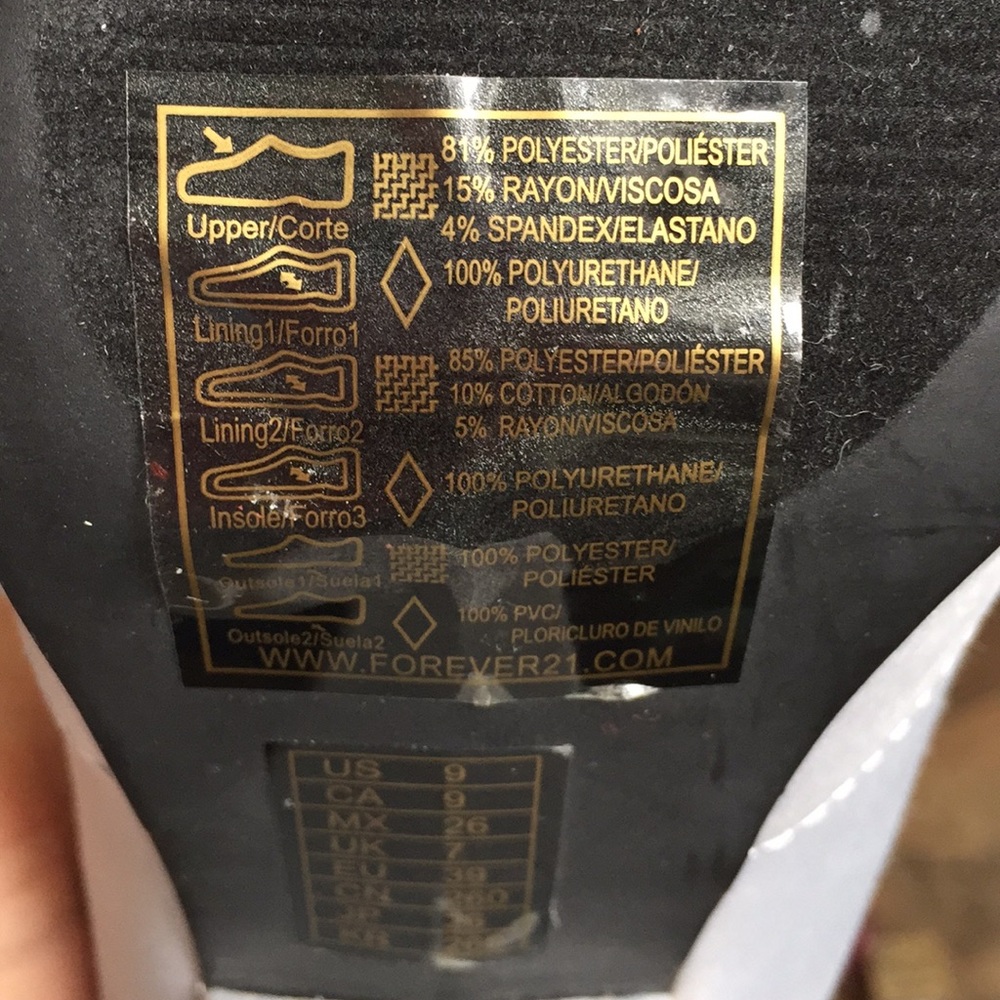 81% POLYESTER/POLIÉSTER
15% RAYON/VISCOSA
4% SPANDEX/ELASTANO
Upper/Corte
100% POLYURETHANE/
POLIURETANO
Lining1/Forro1
85% POLYESTER/POLIÉSTER
10% COTTON/ALGODÓN
5% RAYON/VISCOSA
Lining2/Forro2
100% POLYURETHANE/
POLIURETANO
Insole/Forro3
100% POLYESTER/
POLIÉSTER
Outsole1/Suela1
100% PVC/
PLORICLURO DE VINILO
Outsole2/Suela2
WWW.FOREVER21.COM
US 9
CA 9
MX 26
UK 7
EU 39
CN 260
JP
KR